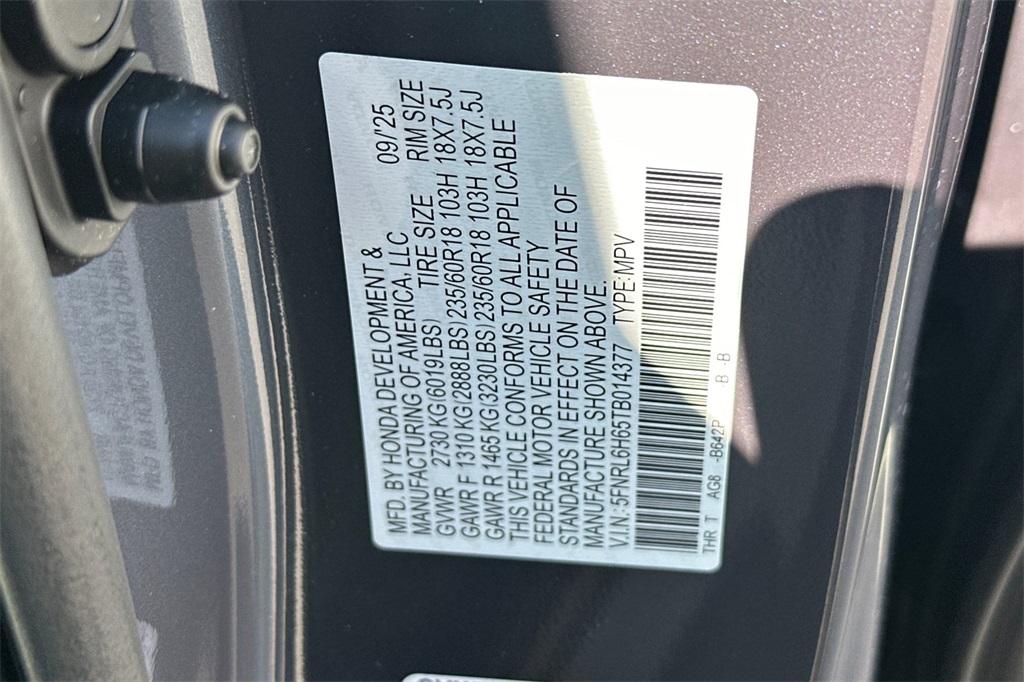 MFD. BY HONDA DEVELOPMENT & 09/'25
MANUFACTURING OF AMERICA, LLC
GVWR 2730 KG(6019LBS) TIRE SIZE RIM SIZE
GAWR F 1310 KG(2888LBS)235/60R18 103H 18X7.5J
GAWR R 1465 KG(3230LBS)235/60R18 103H 18X7.5J
THIS VEHICLE CONFORMS TO ALL APPLICABLE
FEDERAL MOTOR VEHICLE SAFETY
STANDARDS IN EFFECT ON THE DATE OF
MANUFACTURE SHOWN ABOVE.
V.I.N.: 5FNRL6H65TB014377 TYPE:MPV
THR T AG8 -B642P -B -B